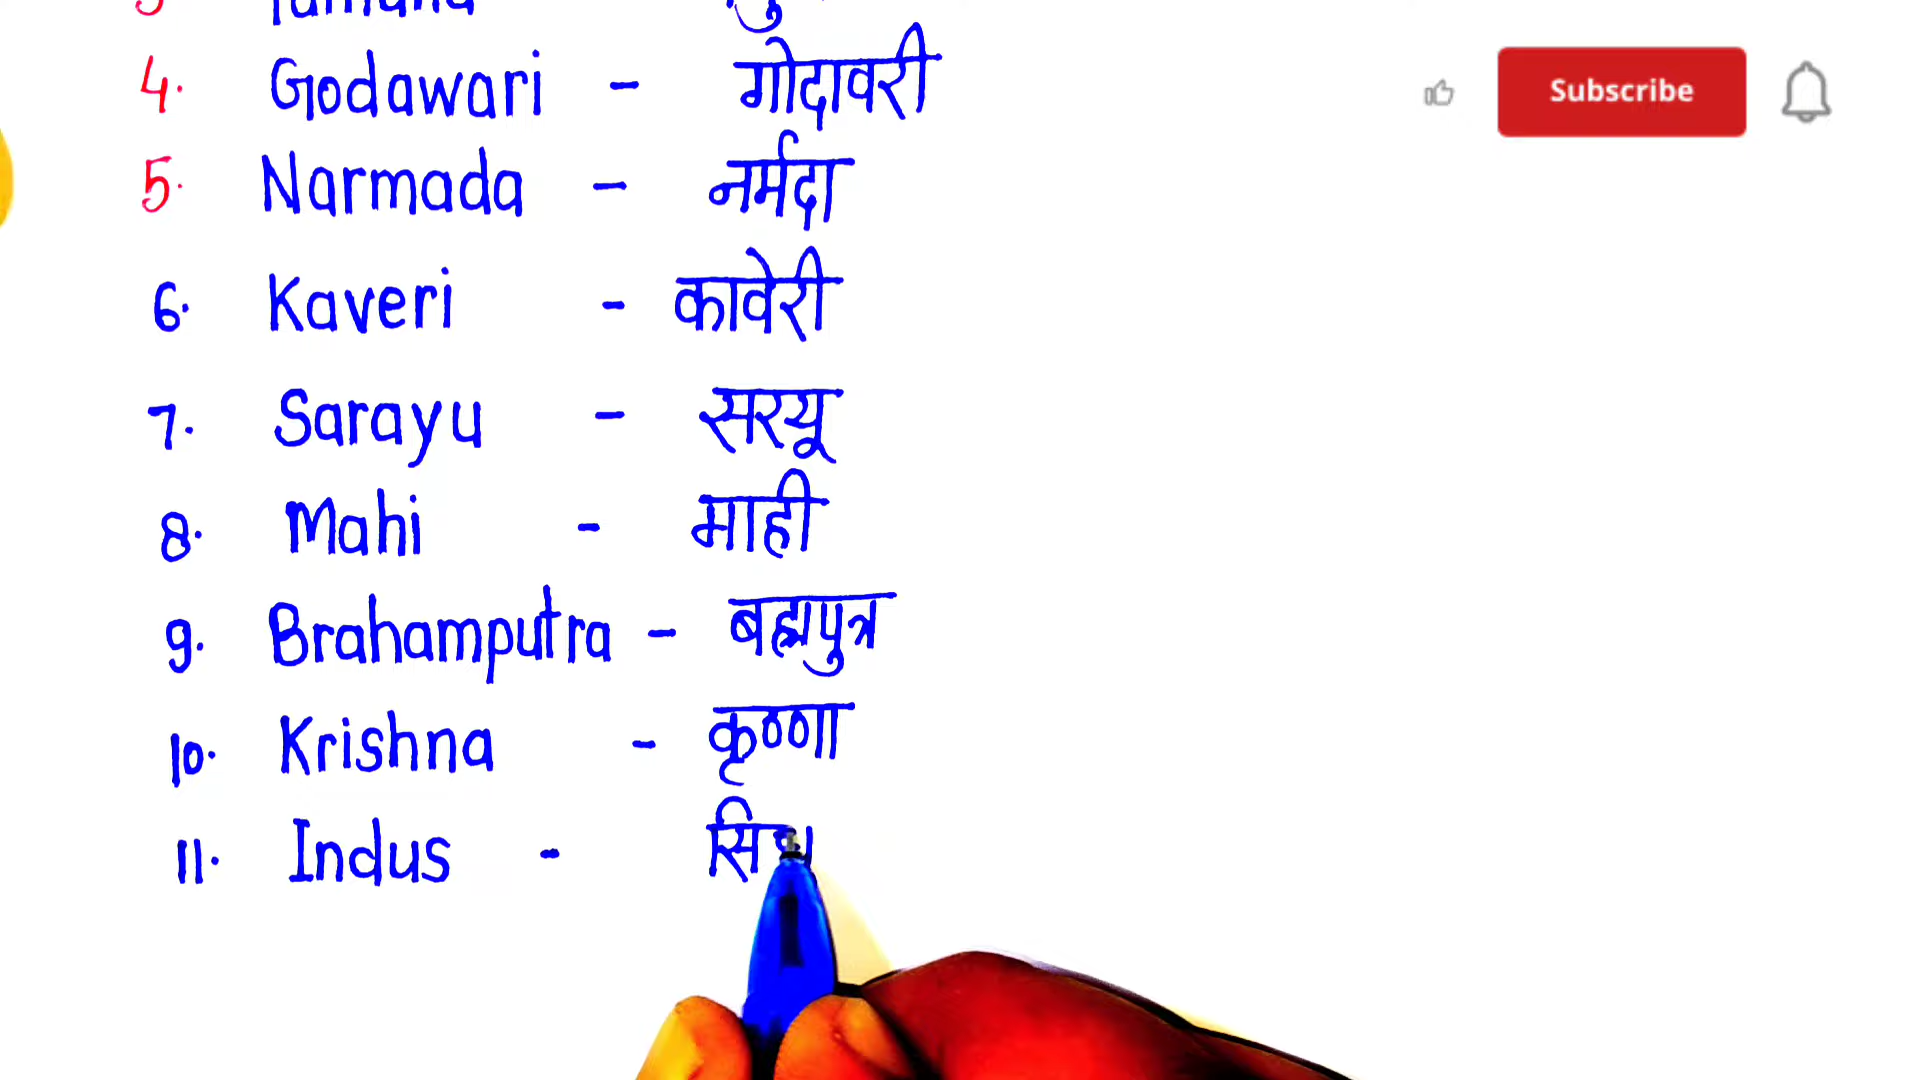 4. Godawari - गोदावरी
Subscribe
5. Narmada - नर्मदा
6. Kaveri - कावेरी
7. Sarayu - सरयू
8. Mahi - माही
9. Brahamputra - बह्मपुत्र
10. Krishna - कृष्णा
11. Indus -